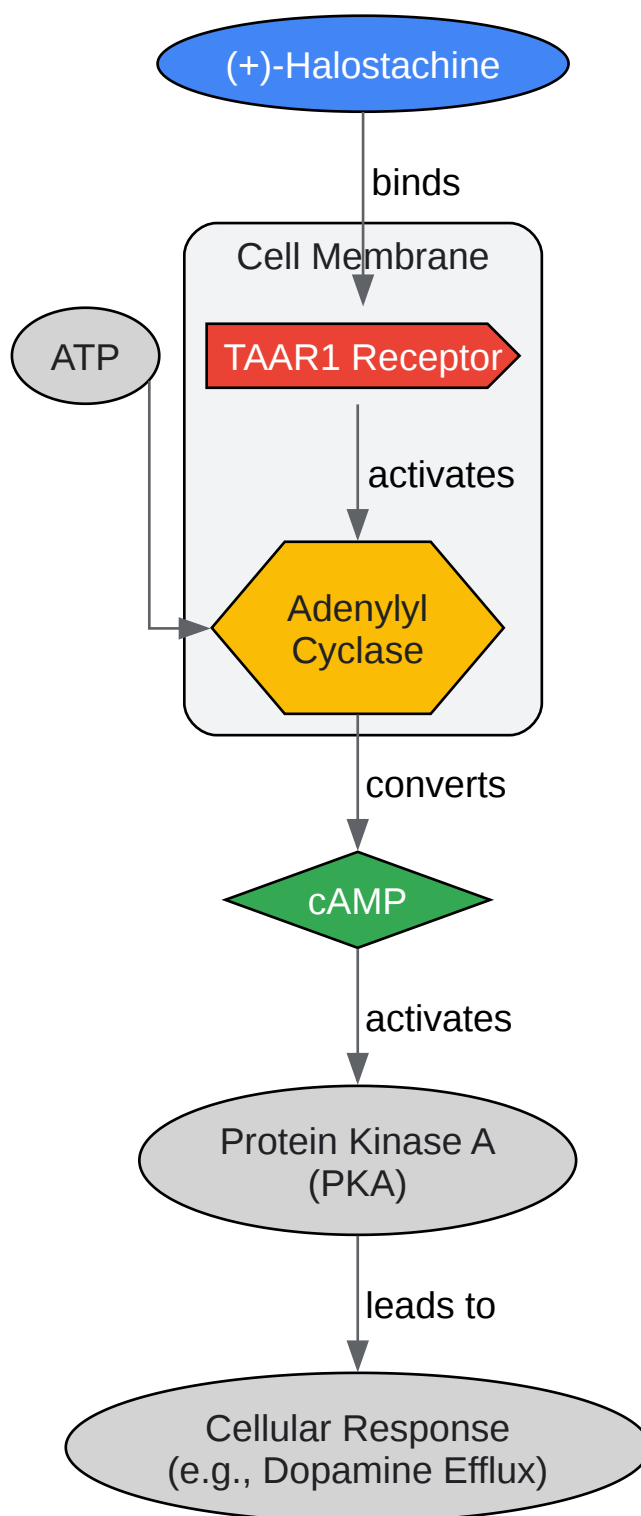 (+)-Halostachine
binds
Cell Membrane
ATP
TAAR1 Receptor
activates
Adenylyl
Cyclase
converts
cAMP
activates
Protein Kinase A
(PKA)
leads to
Cellular Response
(e.g., Dopamine Efflux)